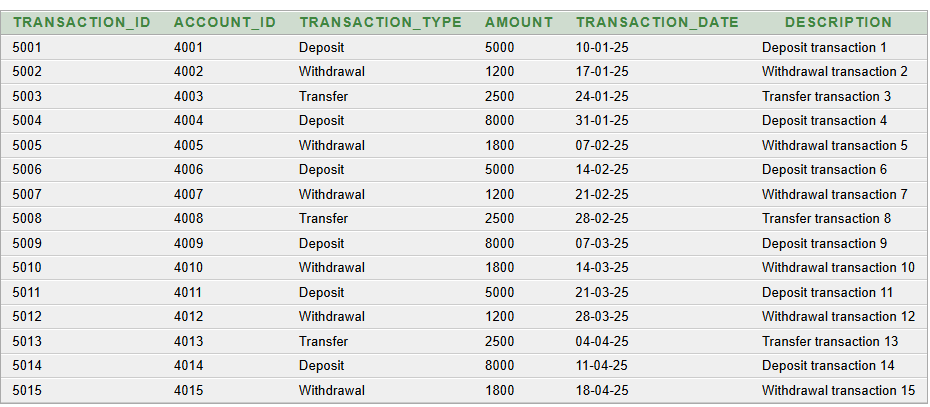 TRANSACTION_ID ACCOUNT_ID TRANSACTION_TYPE AMOUNT TRANSACTION_DATE DESCRIPTION
5001 4001 Deposit 5000 10-01-25 Deposit transaction 1
5002 4002 Withdrawal 1200 17-01-25 Withdrawal transaction 2
5003 4003 Transfer 2500 24-01-25 Transfer transaction 3
5004 4004 Deposit 8000 31-01-25 Deposit transaction 4
5005 4005 Withdrawal 1800 07-02-25 Withdrawal transaction 5
5006 4006 Deposit 5000 14-02-25 Deposit transaction 6
5007 4007 Withdrawal 1200 21-02-25 Withdrawal transaction 7
5008 4008 Transfer 2500 28-02-25 Transfer transaction 8
5009 4009 Deposit 8000 07-03-25 Deposit transaction 9
5010 4010 Withdrawal 1800 14-03-25 Withdrawal transaction 10
5011 4011 Deposit 5000 21-03-25 Deposit transaction 11
5012 4012 Withdrawal 1200 28-03-25 Withdrawal transaction 12
5013 4013 Transfer 2500 04-04-25 Transfer transaction 13
5014 4014 Deposit 8000 11-04-25 Deposit transaction 14
5015 4015 Withdrawal 1800 18-04-25 Withdrawal transaction 15